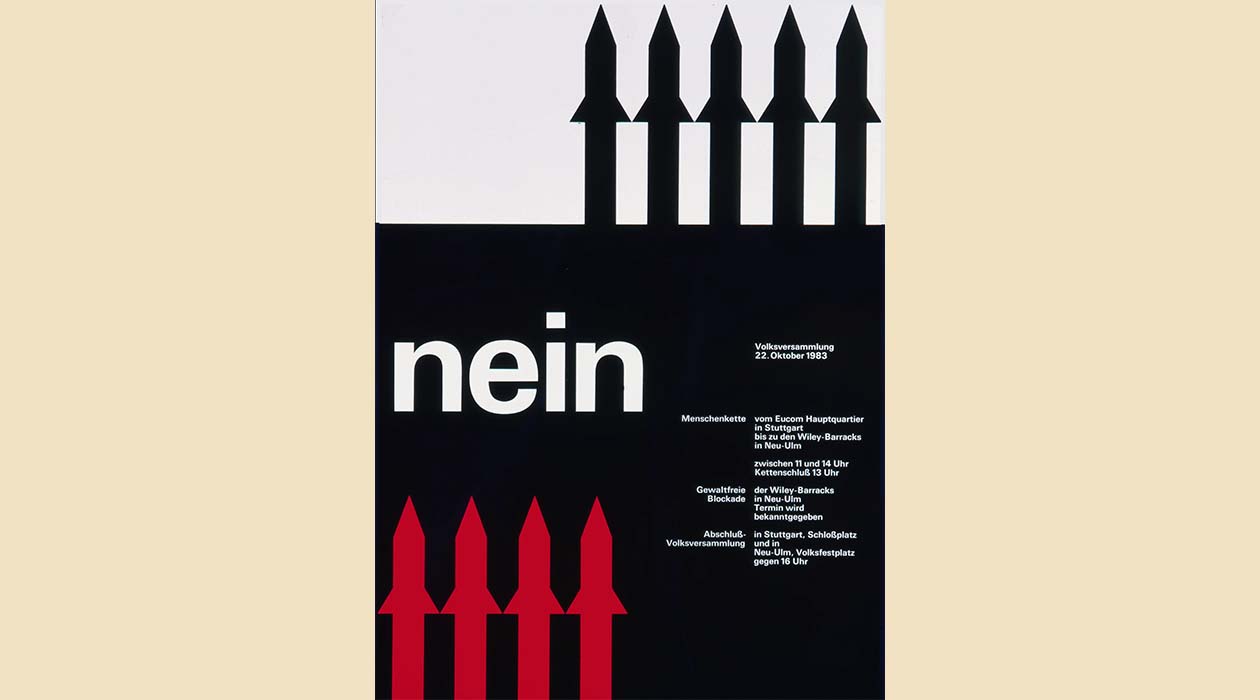 nein
Volksversammlung
22. Oktober 1983
Menschenkette vom Eucom Hauptquartier
in Stuttgart
bis zu den Wiley-Barracks
in Neu-Ulm
zwischen 11 und 14 Uhr
Kettenschluß 13 Uhr
Gewaltfreie der Wiley-Barracks
Blockade in Neu-Ulm
Termin wird
bekanntgegeben
Abschluß- in Stuttgart, Schloßplatz
Volksversammlung und in
Neu-Ulm, Volksfestplatz
gegen 16 Uhr